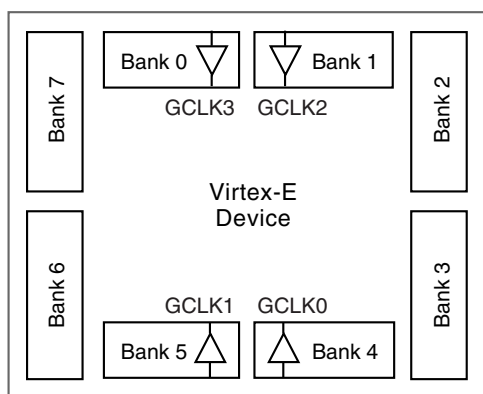 Bank 0
Bank 1
GCLK3
GCLK2
Bank 7
Bank 2
Virtex-E
Device
Bank 6
Bank 3
GCLK1
GCLK0
Bank 5
Bank 4